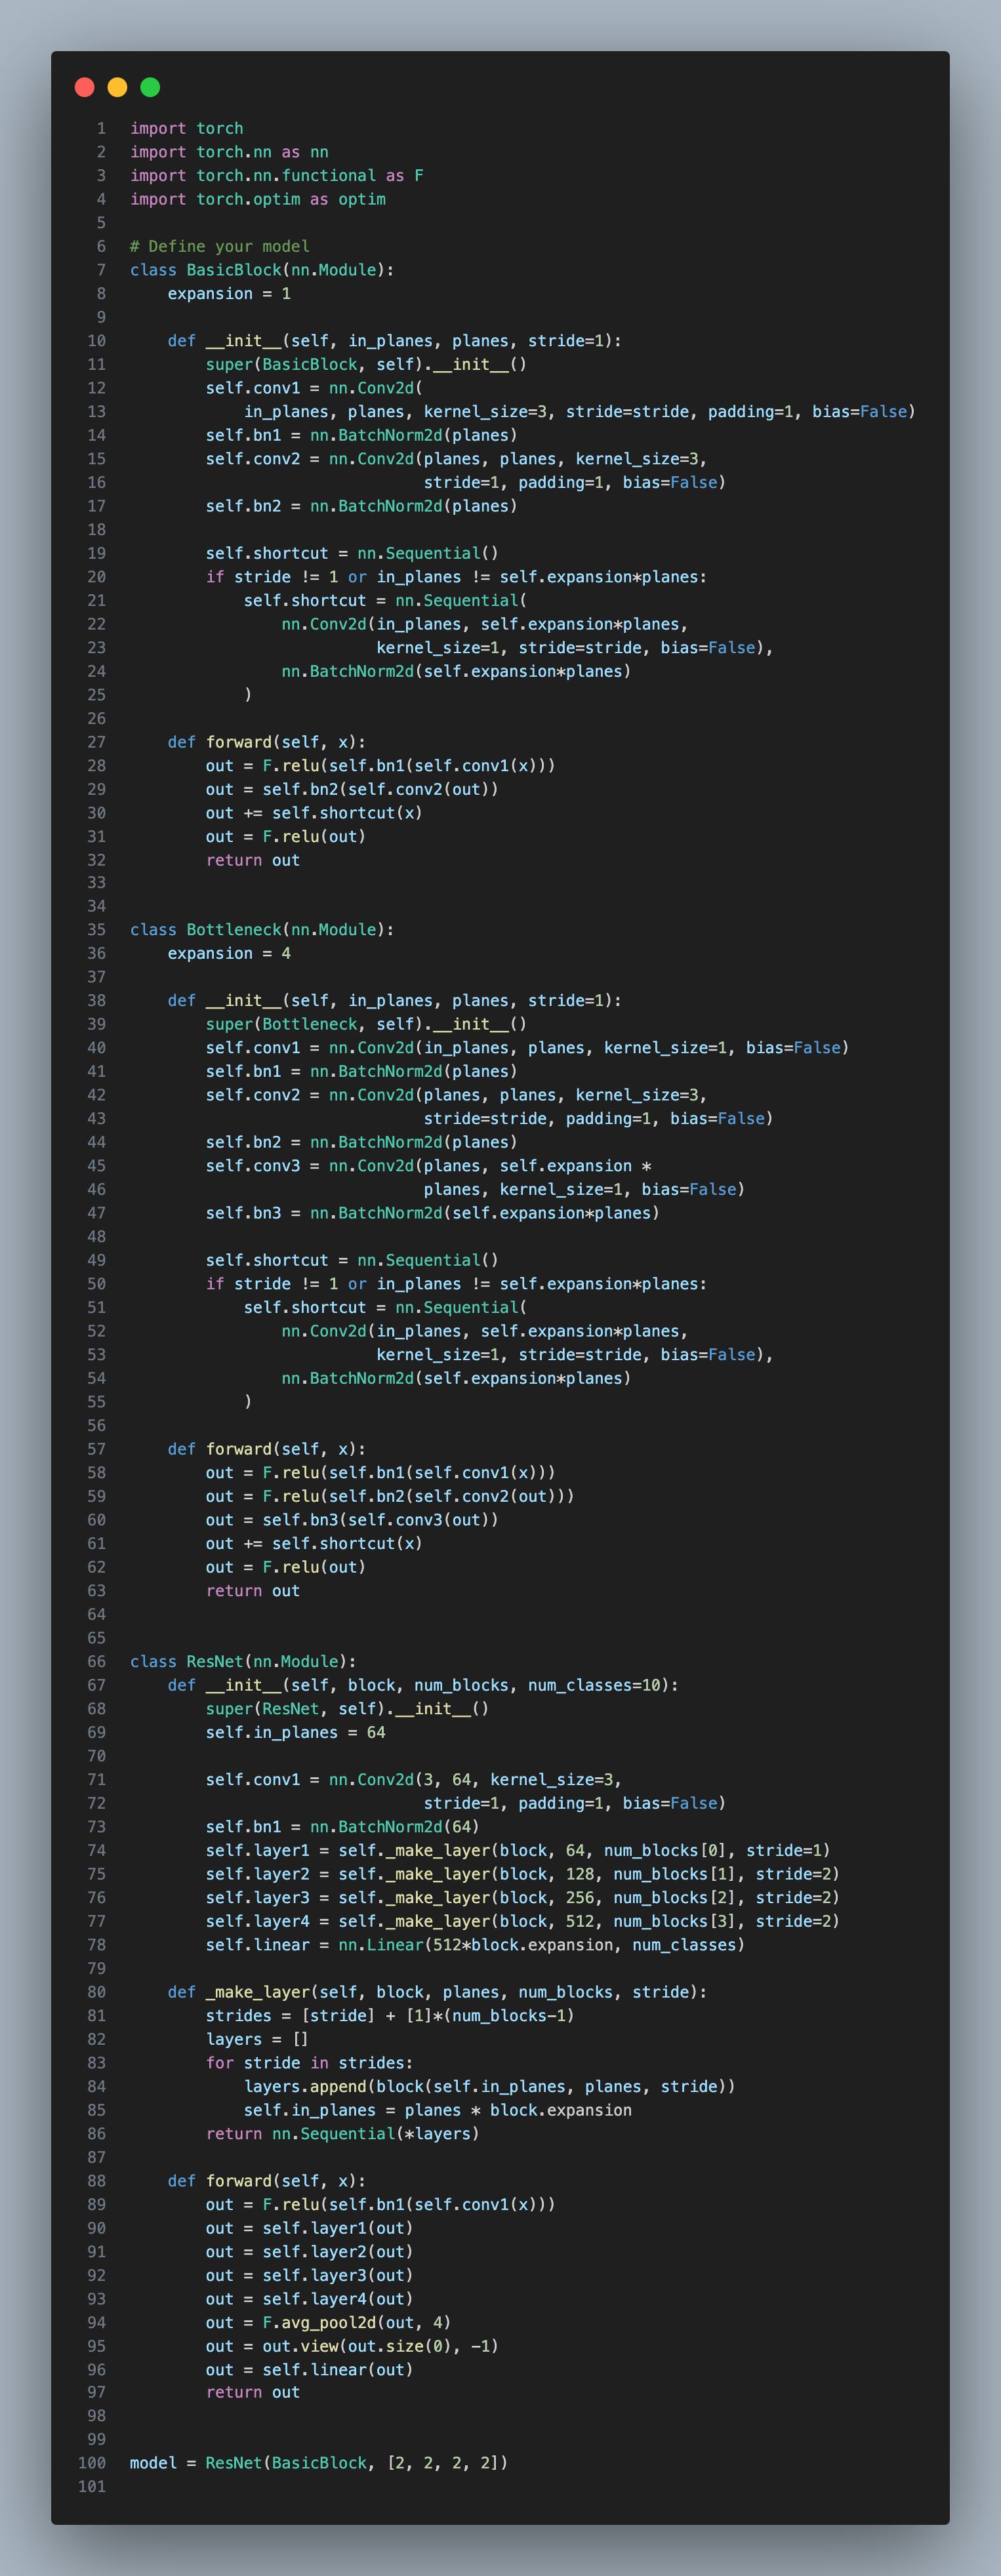 1 import torch
2 import torch.nn as nn
3 import torch.nn.functional as F
4 import torch.optim as optim
5
6 # Define your model
7 class BasicBlock(nn.Module):
8     expansion = 1
9
10     def __init__(self, in_planes, planes, stride=1):
11         super(BasicBlock, self).__init__()
12         self.conv1 = nn.Conv2d(
13             in_planes, planes, kernel_size=3, stride=stride, padding=1, bias=False)
14         self.bn1 = nn.BatchNorm2d(planes)
15         self.conv2 = nn.Conv2d(planes, planes, kernel_size=3,
16                                stride=1, padding=1, bias=False)
17         self.bn2 = nn.BatchNorm2d(planes)
18
19         self.shortcut = nn.Sequential()
20         if stride != 1 or in_planes != self.expansion*planes:
21             self.shortcut = nn.Sequential(
22                 nn.Conv2d(in_planes, self.expansion*planes,
23                           kernel_size=1, stride=stride, bias=False),
24                 nn.BatchNorm2d(self.expansion*planes)
25             )
26
27     def forward(self, x):
28         out = F.relu(self.bn1(self.conv1(x)))
29         out = self.bn2(self.conv2(out))
30         out += self.shortcut(x)
31         out = F.relu(out)
32         return out
33
34
35 class Bottleneck(nn.Module):
36     expansion = 4
37
38     def __init__(self, in_planes, planes, stride=1):
39         super(Bottleneck, self).__init__()
40         self.conv1 = nn.Conv2d(in_planes, planes, kernel_size=1, bias=False)
41         self.bn1 = nn.BatchNorm2d(planes)
42         self.conv2 = nn.Conv2d(planes, planes, kernel_size=3,
43                                stride=stride, padding=1, bias=False)
44         self.bn2 = nn.BatchNorm2d(planes)
45         self.conv3 = nn.Conv2d(planes, self.expansion *
46                                planes, kernel_size=1, bias=False)
47         self.bn3 = nn.BatchNorm2d(self.expansion*planes)
48
49         self.shortcut = nn.Sequential()
50         if stride != 1 or in_planes != self.expansion*planes:
51             self.shortcut = nn.Sequential(
52                 nn.Conv2d(in_planes, self.expansion*planes,
53                           kernel_size=1, stride=stride, bias=False),
54                 nn.BatchNorm2d(self.expansion*planes)
55             )
56
57     def forward(self, x):
58         out = F.relu(self.bn1(self.conv1(x)))
59         out = F.relu(self.bn2(self.conv2(out)))
60         out = self.bn3(self.conv3(out))
61         out += self.shortcut(x)
62         out = F.relu(out)
63         return out
64
65
66 class ResNet(nn.Module):
67     def __init__(self, block, num_blocks, num_classes=10):
68         super(ResNet, self).__init__()
69         self.in_planes = 64
70
71         self.conv1 = nn.Conv2d(3, 64, kernel_size=3,
72                                stride=1, padding=1, bias=False)
73         self.bn1 = nn.BatchNorm2d(64)
74         self.layer1 = self._make_layer(block, 64, num_blocks[0], stride=1)
75         self.layer2 = self._make_layer(block, 128, num_blocks[1], stride=2)
76         self.layer3 = self._make_layer(block, 256, num_blocks[2], stride=2)
77         self.layer4 = self._make_layer(block, 512, num_blocks[3], stride=2)
78         self.linear = nn.Linear(512*block.expansion, num_classes)
79
80     def _make_layer(self, block, planes, num_blocks, stride):
81         strides = [stride] + [1]*(num_blocks-1)
82         layers = []
83         for stride in strides:
84             layers.append(block(self.in_planes, planes, stride))
85             self.in_planes = planes * block.expansion
86         return nn.Sequential(*layers)
87
88     def forward(self, x):
89         out = F.relu(self.bn1(self.conv1(x)))
90         out = self.layer1(out)
91         out = self.layer2(out)
92         out = self.layer3(out)
93         out = self.layer4(out)
94         out = F.avg_pool2d(out, 4)
95         out = out.view(out.size(0), -1)
96         out = self.linear(out)
97         return out
98
99
100 model = ResNet(BasicBlock, [2, 2, 2, 2])
101